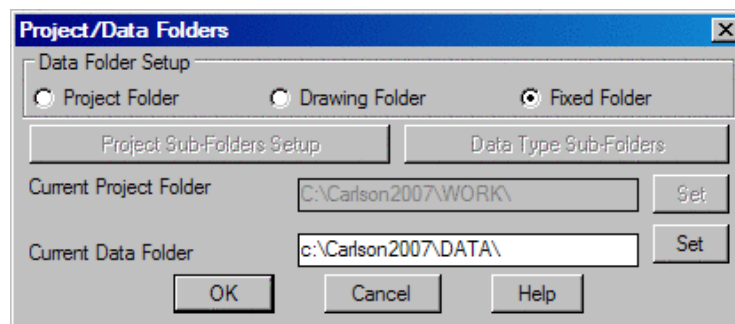 Project/Data Folders
Data Folder Setup
Project Folder Drawing Folder Fixed Folder
Project Sub-Folders Setup Data Type Sub-Folders
Current Project Folder C:\Carlson2007\WORK\ Set
Current Data Folder c:\Carlson2007\DATA\ Set
OK Cancel Help